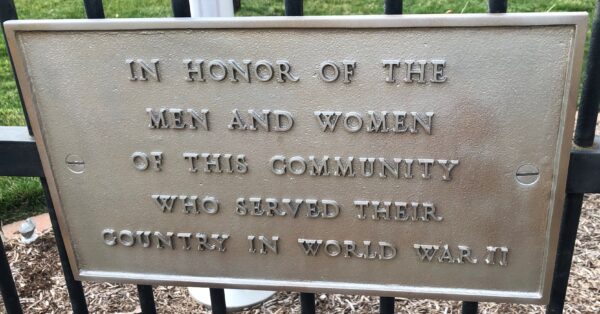 IN HONOR OF THE
MEN AND WOMEN
OF THIS COMMUNITY
WHO SERVED THEIR
COUNTRY IN WORLD WAR II